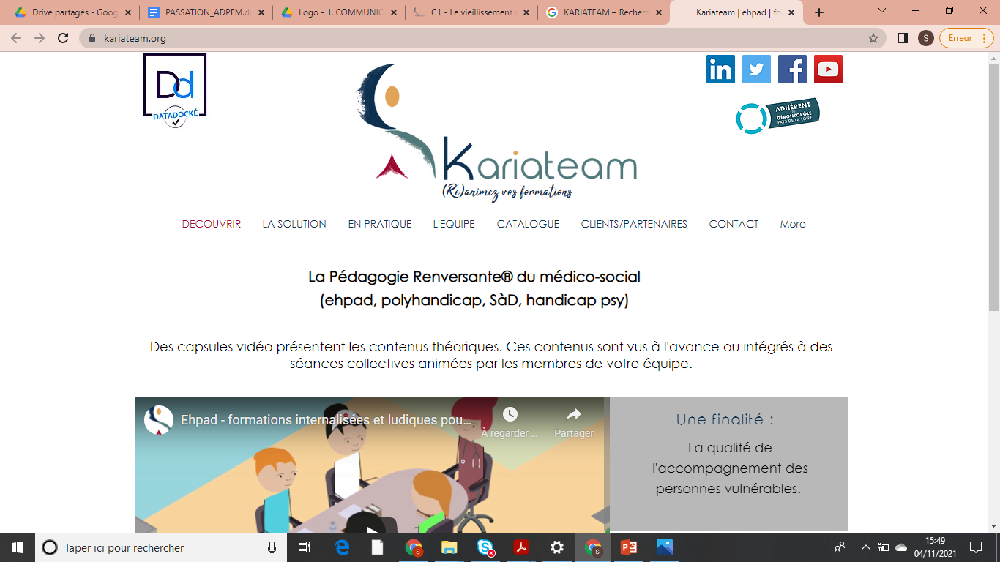 Drive partagés - Goog
PASSATION_ADPFM.d
Logo - 1. COMMUNIC
C1 - Le vieillissement
KARIATEAM – Recher
Kariateam | ehpad | fo
kariateam.org
S
Erreur
Dd
DATADOCKÉ
in
ADHÉRENT
GÉRONTOPÔLE
PAYS DE LA LOIRE
Kariateam
(Ré)animez vos formations
DECOUVRIR LA SOLUTION EN PRATIQUE L'EQUIPE CATALOGUE CLIENTS/PARTENAIRES CONTACT More
La Pédagogie Renversante® du médico-social
(ehpad, polyhandicap, SàD, handicap psy)
Des capsules vidéo présentent les contenus théoriques. Ces contenus sont vus à l'avance ou intégrés à des
séances collectives animées par les membres de votre équipe.
Ehpad - formations internalisées et ludiques pou...
À regarder ...
Partager
Une finalité :
La qualité de
l'accompagnement des
personnes vulnérables.
Taper ici pour rechercher
15:49
04/11/2021